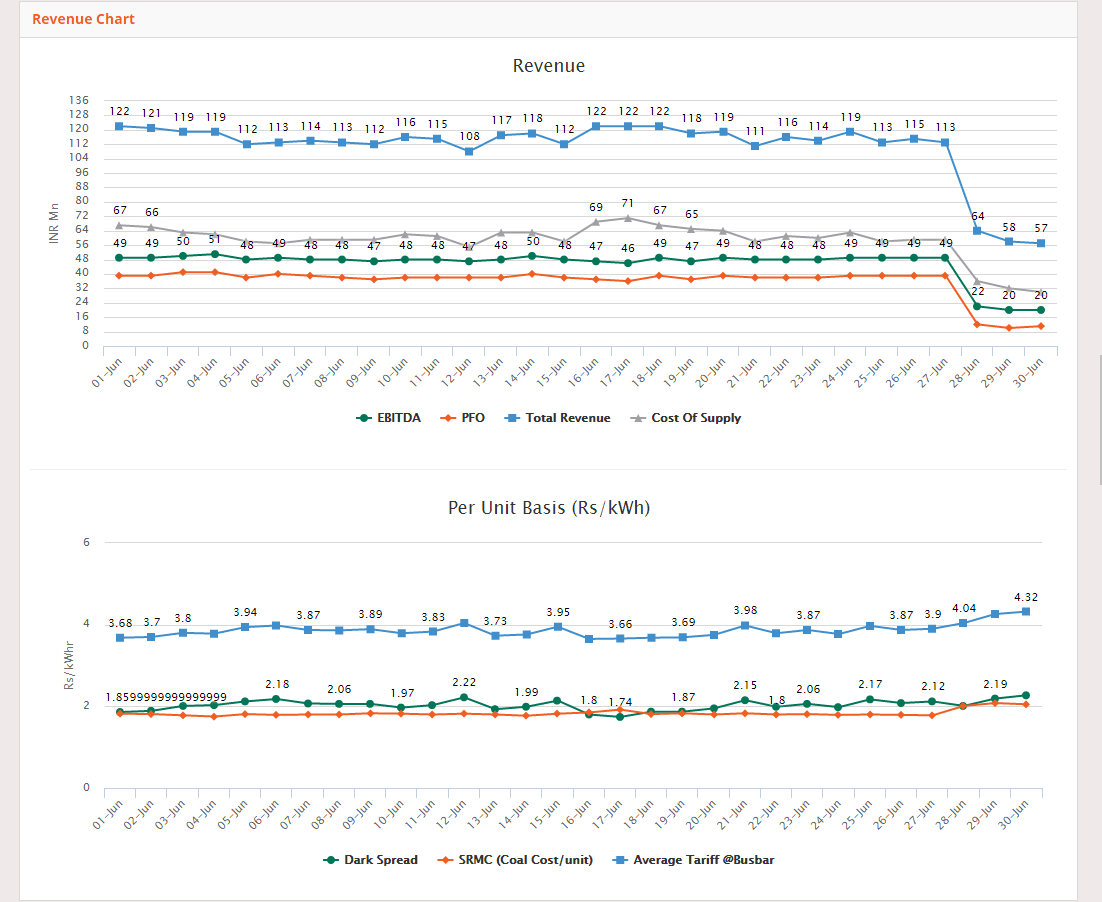 Revenue Chart
Revenue
INR Mn
136
128
120
112
104
96
88
80
72
64
56
48
40
32
24
16
8
0
122 121 119 119 112 113 114 113 112 116 115 108 117 118 112 122 122 122 118 119 111 116 114 119 113 115 113 64 58 57
67 66 69 71 67 65
49 49 50 51 48 49 48 48 47 48 48 47 48 50 48 47 46 49 47 49 48 48 48 49 49 49 49 22 20 20
01-Jun 02-Jun 03-Jun 04-Jun 05-Jun 06-Jun 07-Jun 08-Jun 09-Jun 10-Jun 11-Jun 12-Jun 13-Jun 14-Jun 15-Jun 16-Jun 17-Jun 18-Jun 19-Jun 20-Jun 21-Jun 22-Jun 23-Jun 24-Jun 25-Jun 26-Jun 27-Jun 28-Jun 29-Jun 30-Jun
EBITDA PFO Total Revenue Cost Of Supply
Per Unit Basis (Rs/kWh)
Rs/kWhr
6
4
2
0
3.68 3.7 3.8 3.94 3.87 3.89 3.83 3.73 3.95 3.66 3.69 3.98 3.87 3.87 3.9 4.04 4.32
1.8599999999999999 2.18 2.06 1.97 2.22 1.99 1.8 1.74 1.87 2.15 1.8 2.06 2.17 2.12 2.19
01-Jun 02-Jun 03-Jun 04-Jun 05-Jun 06-Jun 07-Jun 08-Jun 09-Jun 10-Jun 11-Jun 12-Jun 13-Jun 14-Jun 15-Jun 16-Jun 17-Jun 18-Jun 19-Jun 20-Jun 21-Jun 22-Jun 23-Jun 24-Jun 25-Jun 26-Jun 27-Jun 28-Jun 29-Jun 30-Jun
Dark Spread SRMC (Coal Cost/unit) Average Tariff @Busbar